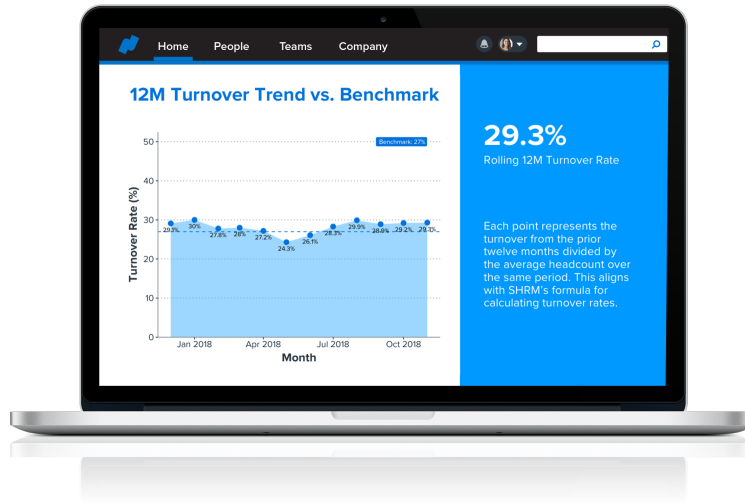 Home People Teams Company
12M Turnover Trend vs. Benchmark
Benchmark: 27%
Turnover Rate (%)
50
40
30
20
10
0
29.1% 30% 27.8% 28% 27.2% 24.3% 26.1% 28.3% 29.9% 28.9% 29.2% 29.3%
Jan 2018 Apr 2018 Jul 2018 Oct 2018
Month
29.3%
Rolling 12M Turnover Rate
Each point represents the
turnover from the prior
twelve months divided by
the average headcount over
the same period. This aligns
with SHRM's formula for
calculating turnover rates.